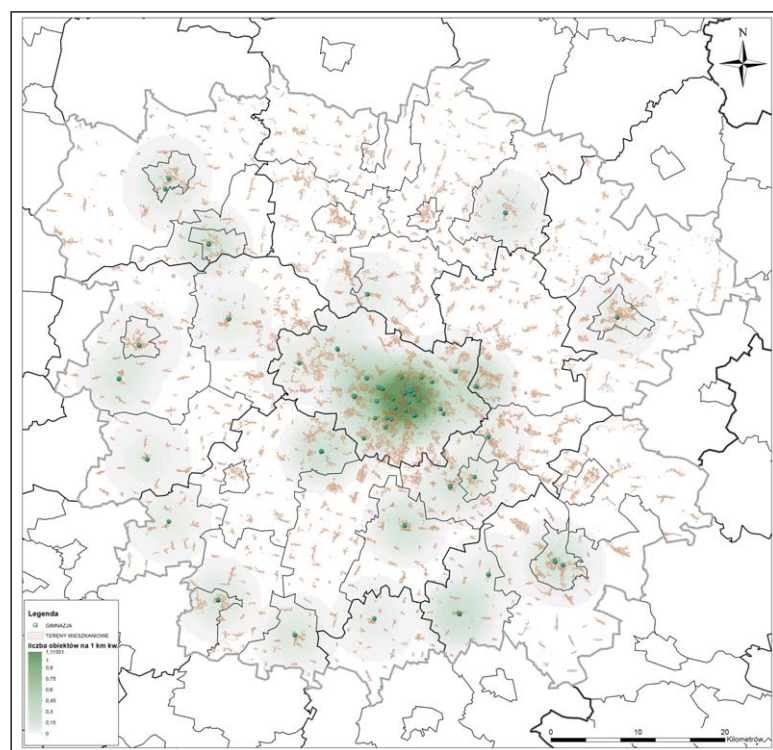 N
Legenda
GIMNAZJA
TERENY MIESZKANIOWE
liczba obiektów na 1 km kw.
1,11551
1
0,9
0,75
0,6
0,45
0,3
0,15
0
0 10 20
Kilometrów